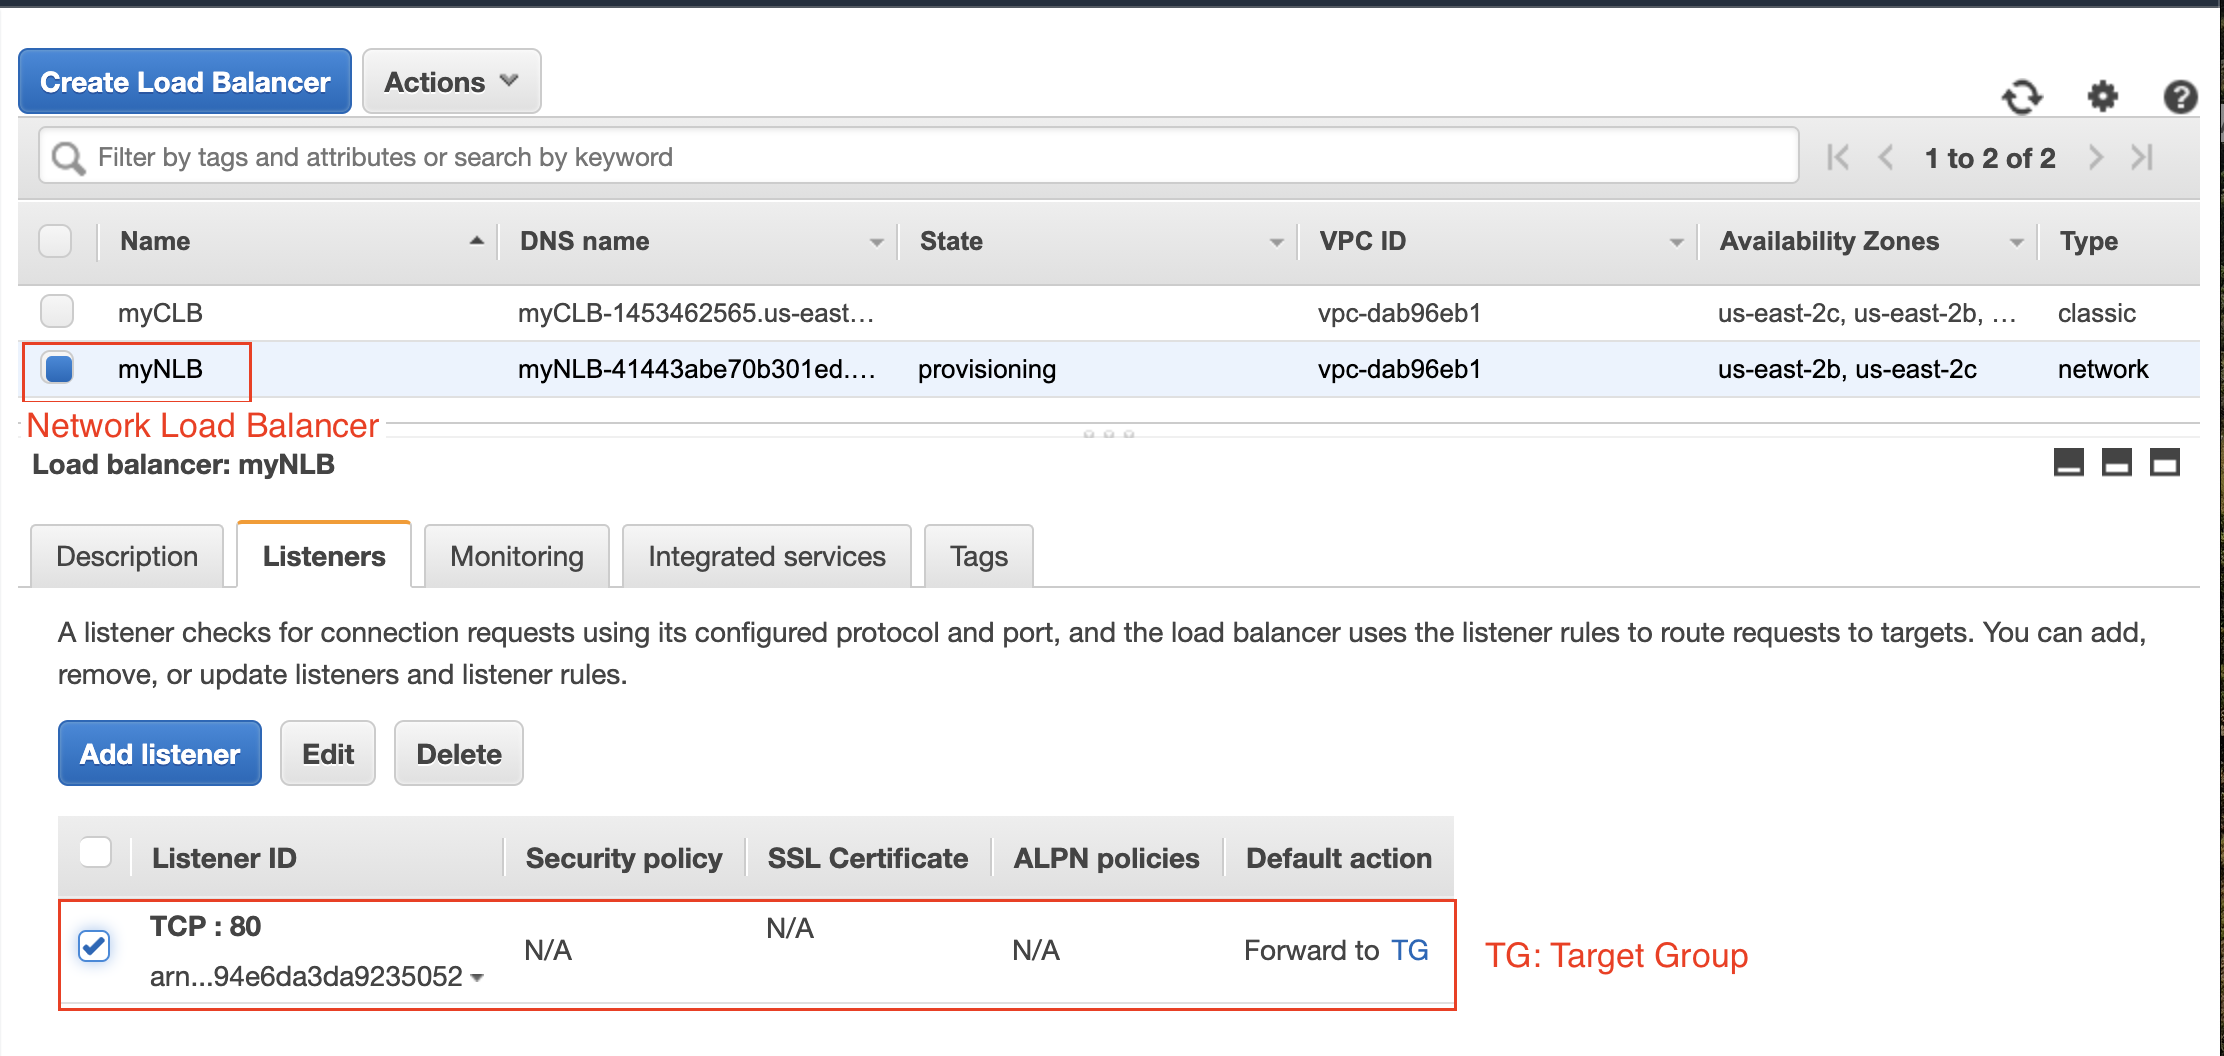 Create Load Balancer Actions
Filter by tags and attributes or search by keyword 1 to 2 of 2
Name DNS name State VPC ID Availability Zones Type
myCLB myCLB-1453462565.us-east... vpc-dab96eb1 us-east-2c, us-east-2b, ... classic
myNLB myNLB-41443abe70b301ed.... provisioning vpc-dab96eb1 us-east-2b, us-east-2c network
Network Load Balancer
Load balancer: myNLB
Description Listeners Monitoring Integrated services Tags
A listener checks for connection requests using its configured protocol and port, and the load balancer uses the listener rules to route requests to targets. You can add,
remove, or update listeners and listener rules.
Add listener Edit Delete
Listener ID Security policy SSL Certificate ALPN policies Default action
TCP : 80 N/A
N/A N/A Forward to TG TG: Target Group
arn...94e6da3da9235052